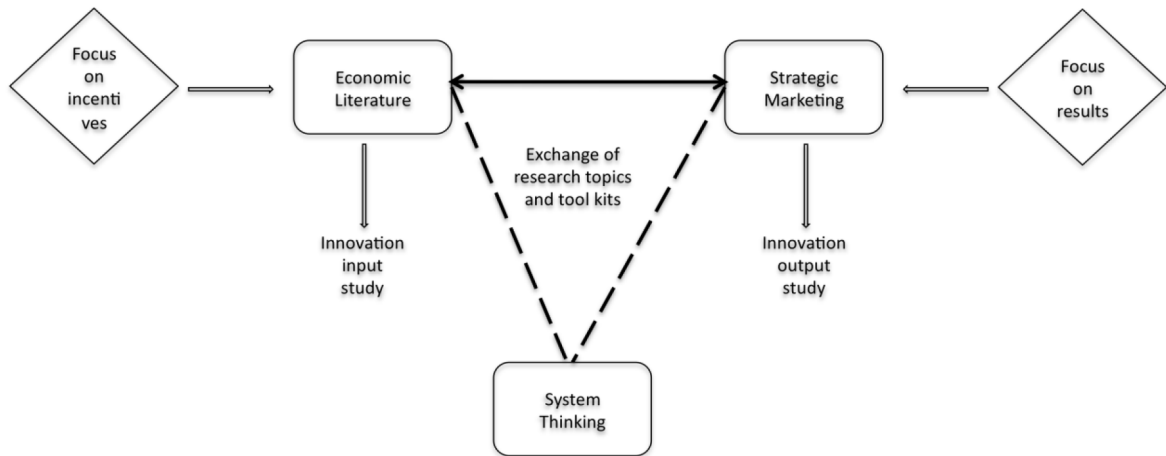 Focus
on
incenti
ves
Economic
Literature
Strategic
Marketing
Focus
on
results
Exchange of
research topics
and tool kits
Innovation
input
study
Innovation
output
study
System
Thinking